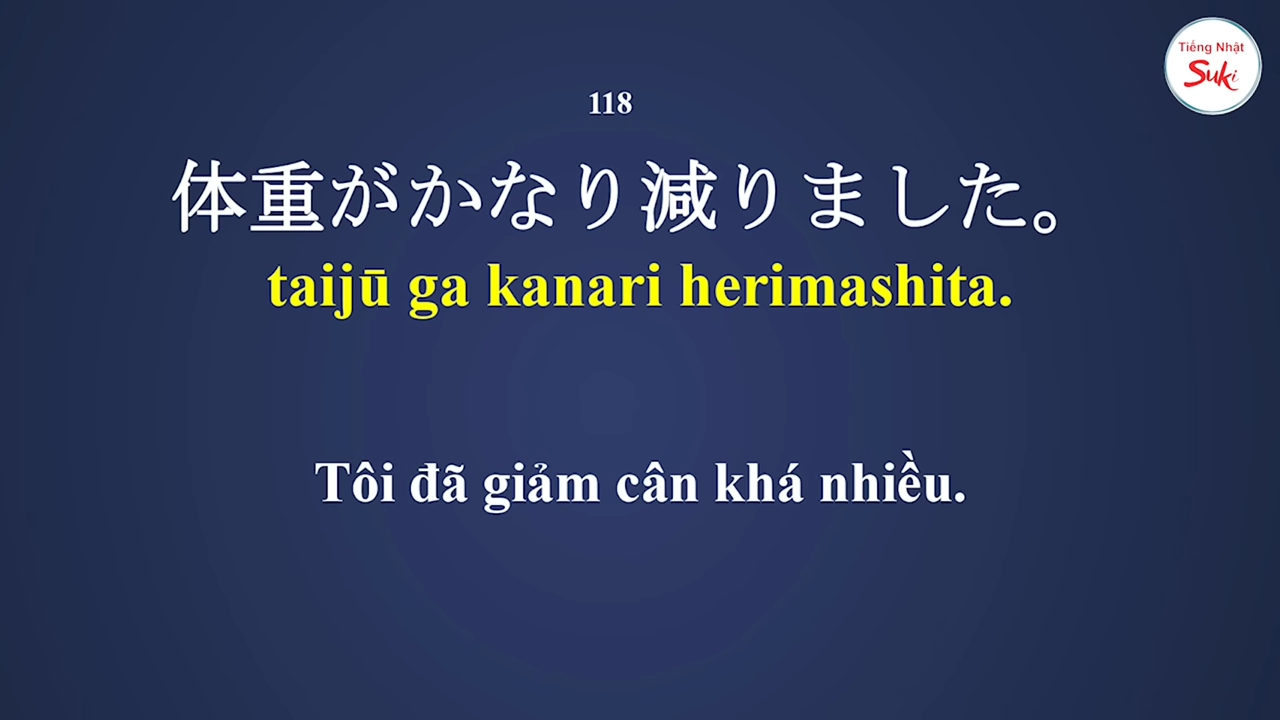 Tiếng Nhật
Suki
118
体重がかなり減りました。
taijū ga kanari herimashita.
Tôi đã giảm cân khá nhiều.